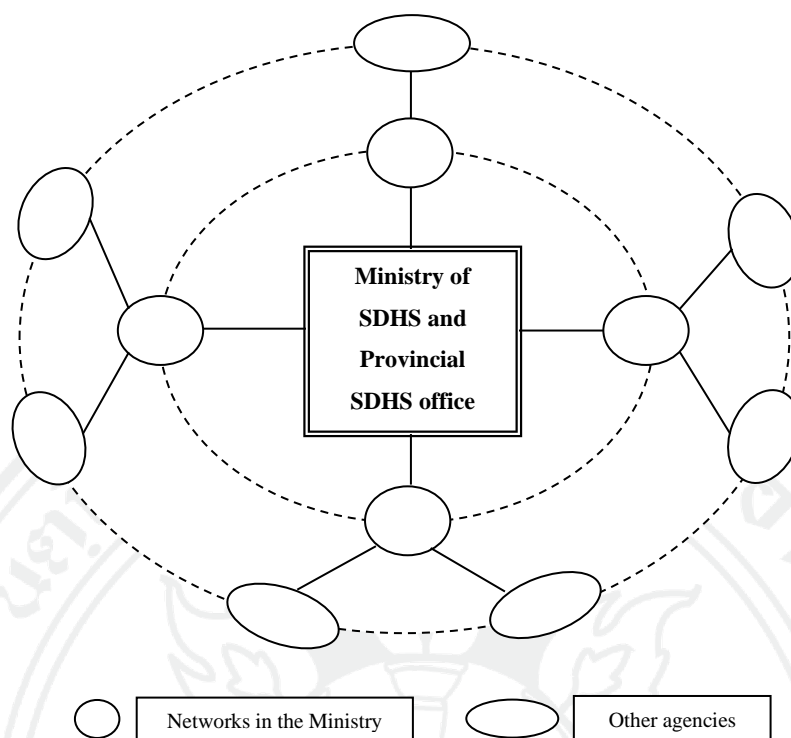 Ministry of
SDHS and
Provincial
SDHS office
Networks in the Ministry
Other agencies